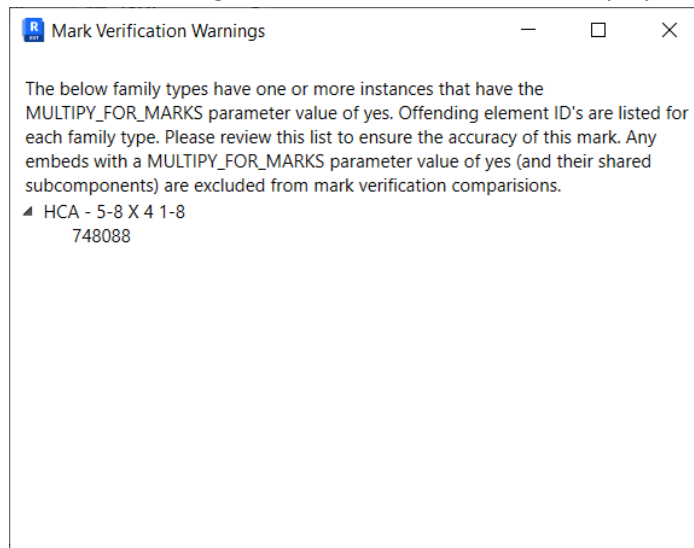 R
RVT
Mark Verification Warnings
The below family types have one or more instances that have the
MULTIPY_FOR_MARKS parameter value of yes. Offending element ID's are listed for
each family type. Please review this list to ensure the accuracy of this mark. Any
embeds with a MULTIPY_FOR_MARKS parameter value of yes (and their shared
subcomponents) are excluded from mark verification comparisions.
HCA - 5-8 X 4 1-8
748088